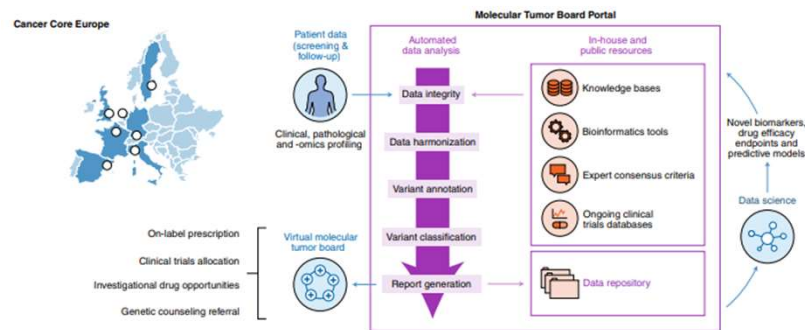 Cancer Core Europe
Molecular Tumor Board Portal
Patient data
(screening &
follow-up)
Clinical, pathological
and -omics profiling
Automated
data analysis
Data integrity
Data harmonization
Variant annotation
Variant classification
Report generation
In-house and
public resources
Knowledge bases
Bioinformatics tools
Expert consensus criteria
Ongoing clinical
trials databases
Data repository
Novel biomarkers,
drug efficacy
endpoints and
predictive models
Data science
Virtual molecular
tumor board
On-label prescription
Clinical trials allocation
Investigational drug opportunities
Genetic counseling referral